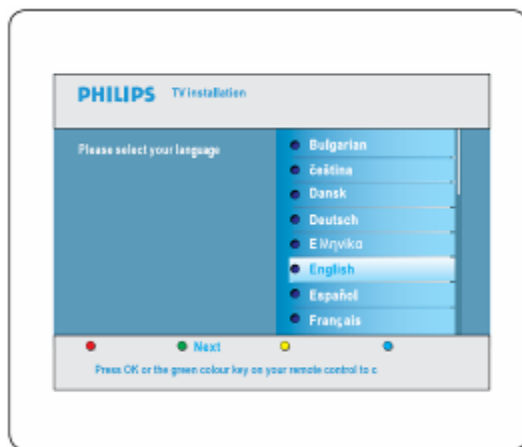 PHILIPS TV installation
Please select your language
Bulgarian
čeština
Dansk
Deutsch
Ελληνικα
English
Español
Français
Next
Press OK or the green colour key on your remote control to c